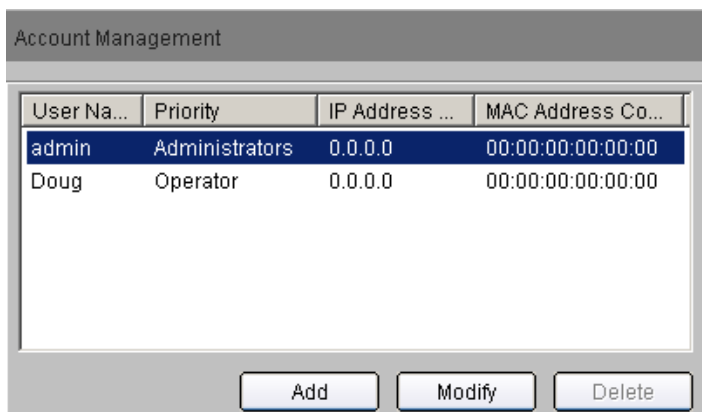 Account Management
User Na... Priority IP Address ... MAC Address Co...
admin Administrators 0.0.0.0 00:00:00:00:00:00
Doug Operator 0.0.0.0 00:00:00:00:00:00
Add Modify Delete